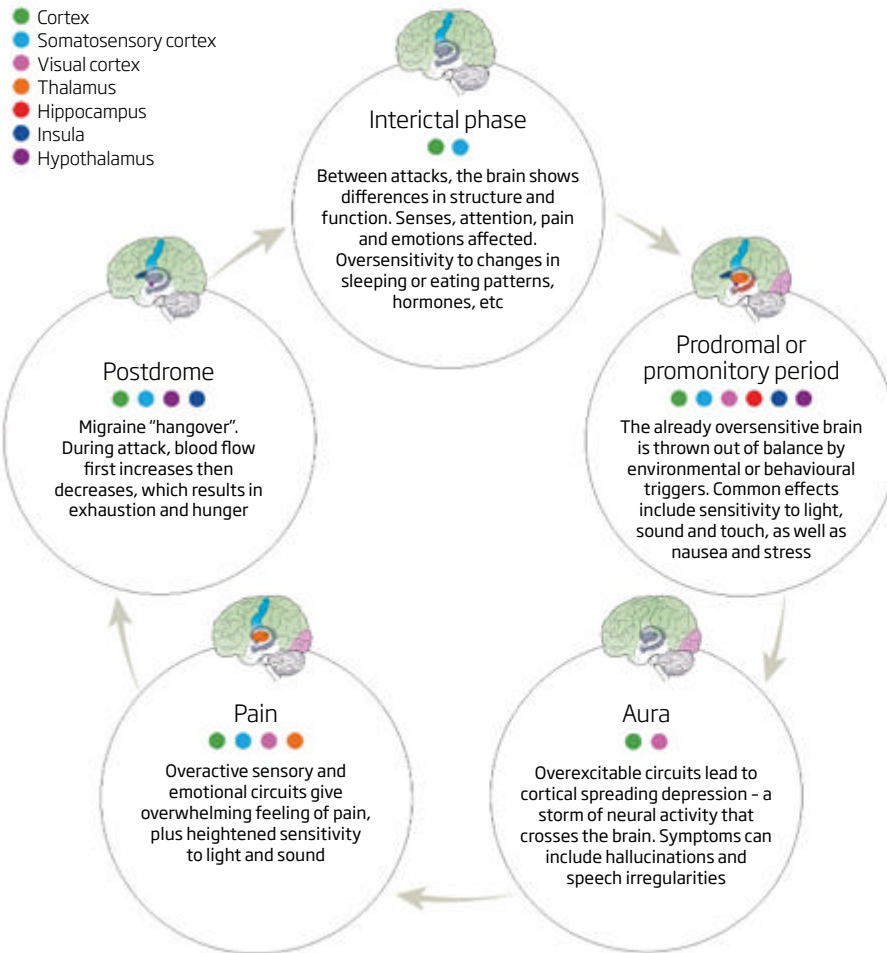 Cortex
Somatosensory cortex
Visual cortex
Thalamus
Hippocampus
Insula
Hypothalamus
Interictal phase
Between attacks, the brain shows
differences in structure and
function. Senses, attention, pain
and emotions affected.
Oversensitivity to changes in
sleeping or eating patterns,
hormones, etc
Prodromal or
promonitory period
The already oversensitive brain
is thrown out of balance by
environmental or behavioural
triggers. Common effects
include sensitivity to light,
sound and touch, as well as
nausea and stress
Aura
Overexcitable circuits lead to
cortical spreading depression – a
storm of neural activity that
crosses the brain. Symptoms can
include hallucinations and
speech irregularities
Pain
Overactive sensory and
emotional circuits give
overwhelming feeling of pain,
plus heightened sensitivity
to light and sound
Postdrome
Migraine “hangover”.
During attack, blood flow
first increases then
decreases, which results in
exhaustion and hunger